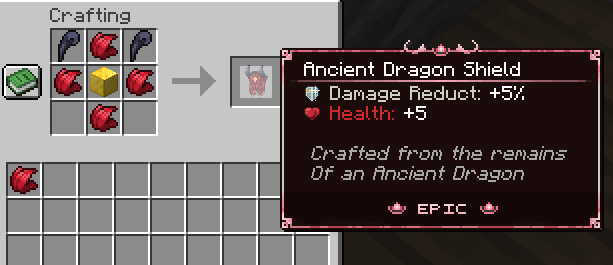 Crafting
Ancient Dragon Shield
Damage Reduct: +5%
Health: +5
Crafted from the remains
Of an Ancient Dragon
EPIC